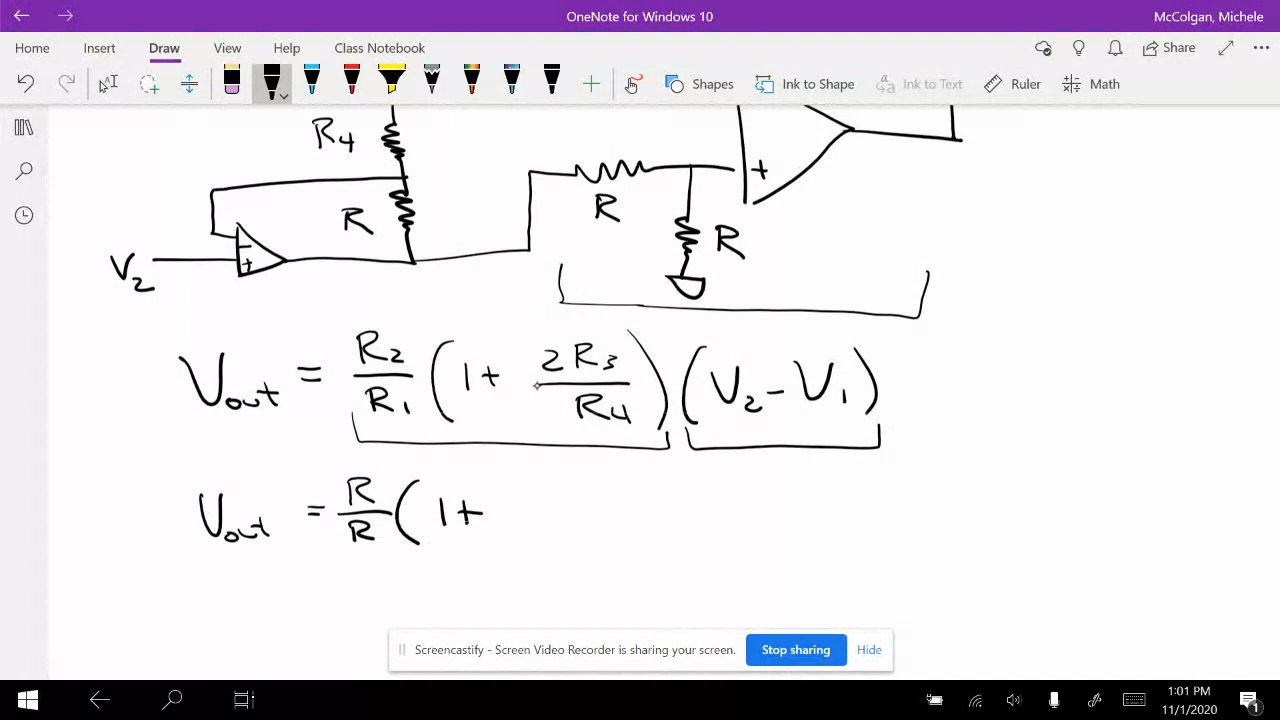 OneNote for Windows 10
McColgan, Michele
Home Insert Draw View Help Class Notebook Share
Shapes Ink to Shape Ink to Text Ruler Math
R4
R
V2
-
+
R
R
+
Vout = R2/R1 (1 + 2R3/R4) (V2 - V1)
Vout = R/R (1+
Screencastify - Screen Video Recorder is sharing your screen. Stop sharing Hide
1:01 PM
11/1/2020
1